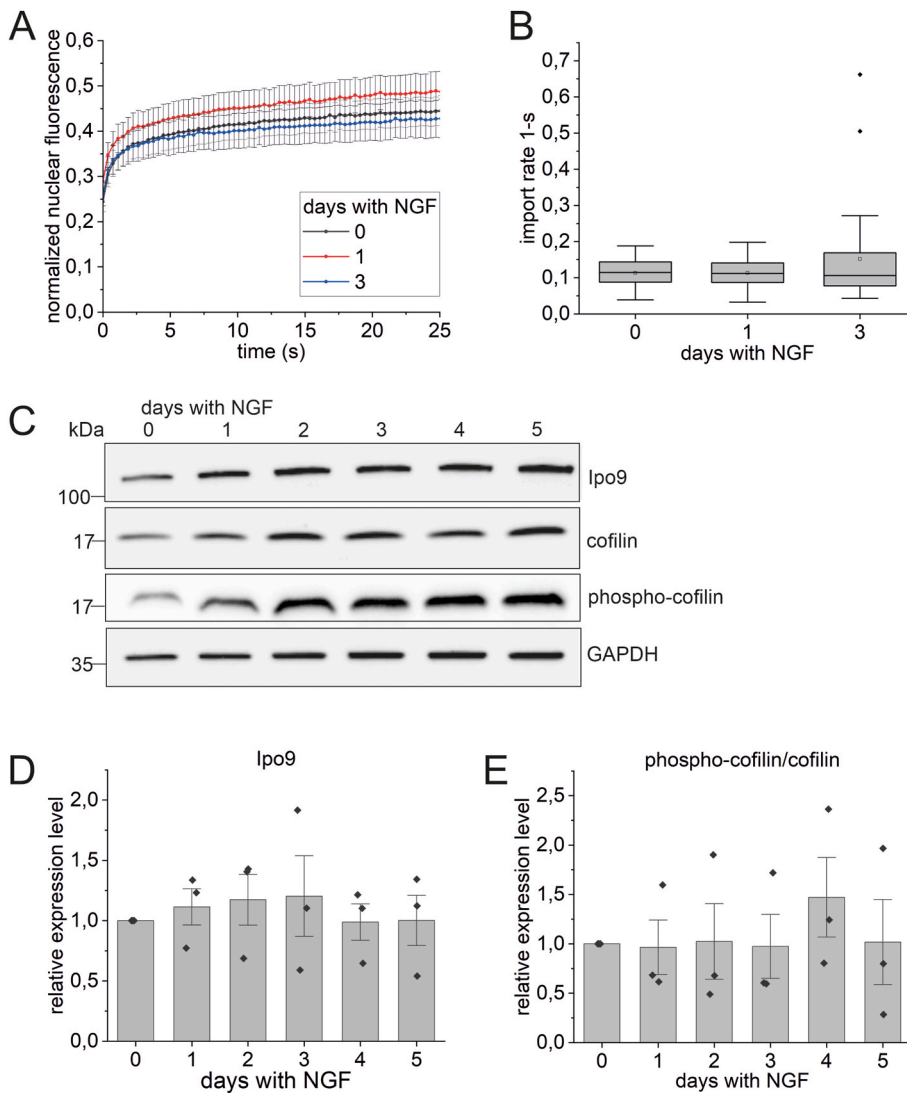 A
normalized nuclear fluorescence
0,6
0,5
0,4
0,3
0,2
0,1
0,0
0 5 10 15 20 25
time (s)
days with NGF
0
1
3
B
import rate 1-s
0,7
0,6
0,5
0,4
0,3
0,2
0,1
0,0
0 1 3
days with NGF
C
days with NGF
kDa 0 1 2 3 4 5
100 Ipo9
17 cofilin
17 phospho-cofilin
35 GAPDH
D
Ipo9
relative expression level
2,0
1,5
1,0
0,5
0,0
0 1 2 3 4 5
days with NGF
E
phospho-cofilin/cofilin
relative expression level
2,5
2,0
1,5
1,0
0,5
0,0
0 1 2 3 4 5
days with NGF